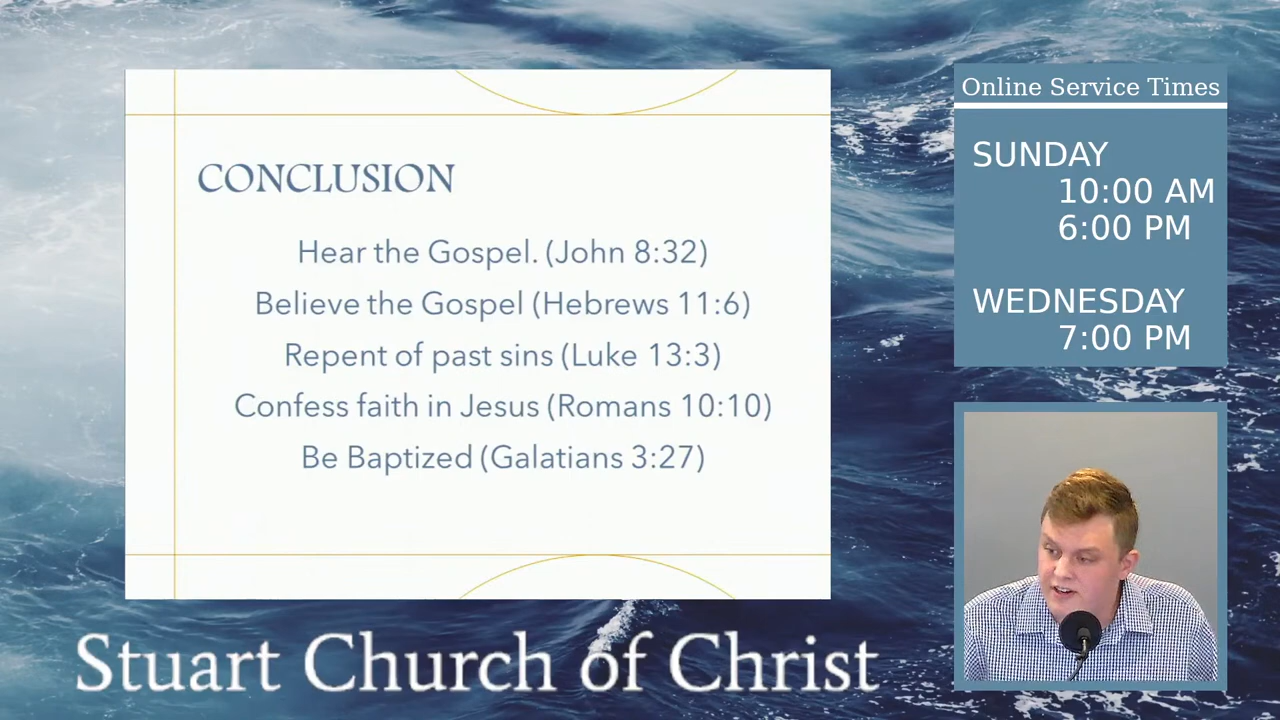 CONCLUSION
Hear the Gospel. (John 8:32)
Believe the Gospel (Hebrews 11:6)
Repent of past sins (Luke 13:3)
Confess faith in Jesus (Romans 10:10)
Be Baptized (Galatians 3:27)
Stuart Church of Christ
Online Service Times
SUNDAY
10:00 AM
6:00 PM
WEDNESDAY
7:00 PM